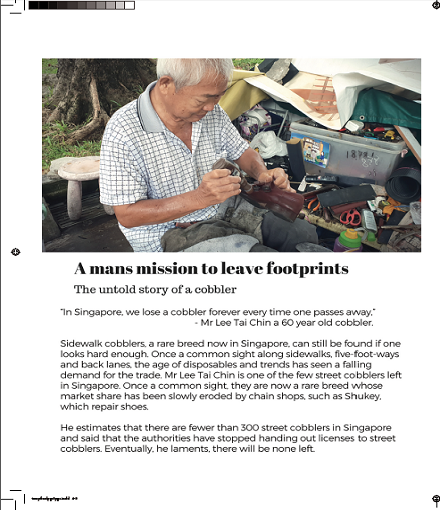 A mans mission to leave footprints
The untold story of a cobbler
"In Singapore, we lose a cobbler forever every time one passes away,"
- Mr Lee Tai Chin a 60 year old cobbler.
Sidewalk cobblers, a rare breed now in Singapore, can still be found if one
looks hard enough. Once a common sight along sidewalks, five-foot-ways
and back lanes, the age of disposables and trends has seen a falling
demand for the trade. Mr Lee Tai Chin is one of the few street cobblers left
in Singapore. Once a common sight, they are now a rare breed whose
market share has been slowly eroded by chain shops, such as Shukey,
which repair shoes.
He estimates that there are fewer than 300 street cobblers in Singapore
and said that the authorities have stopped handing out licenses to street
cobblers. Eventually, he laments, there will be none left.